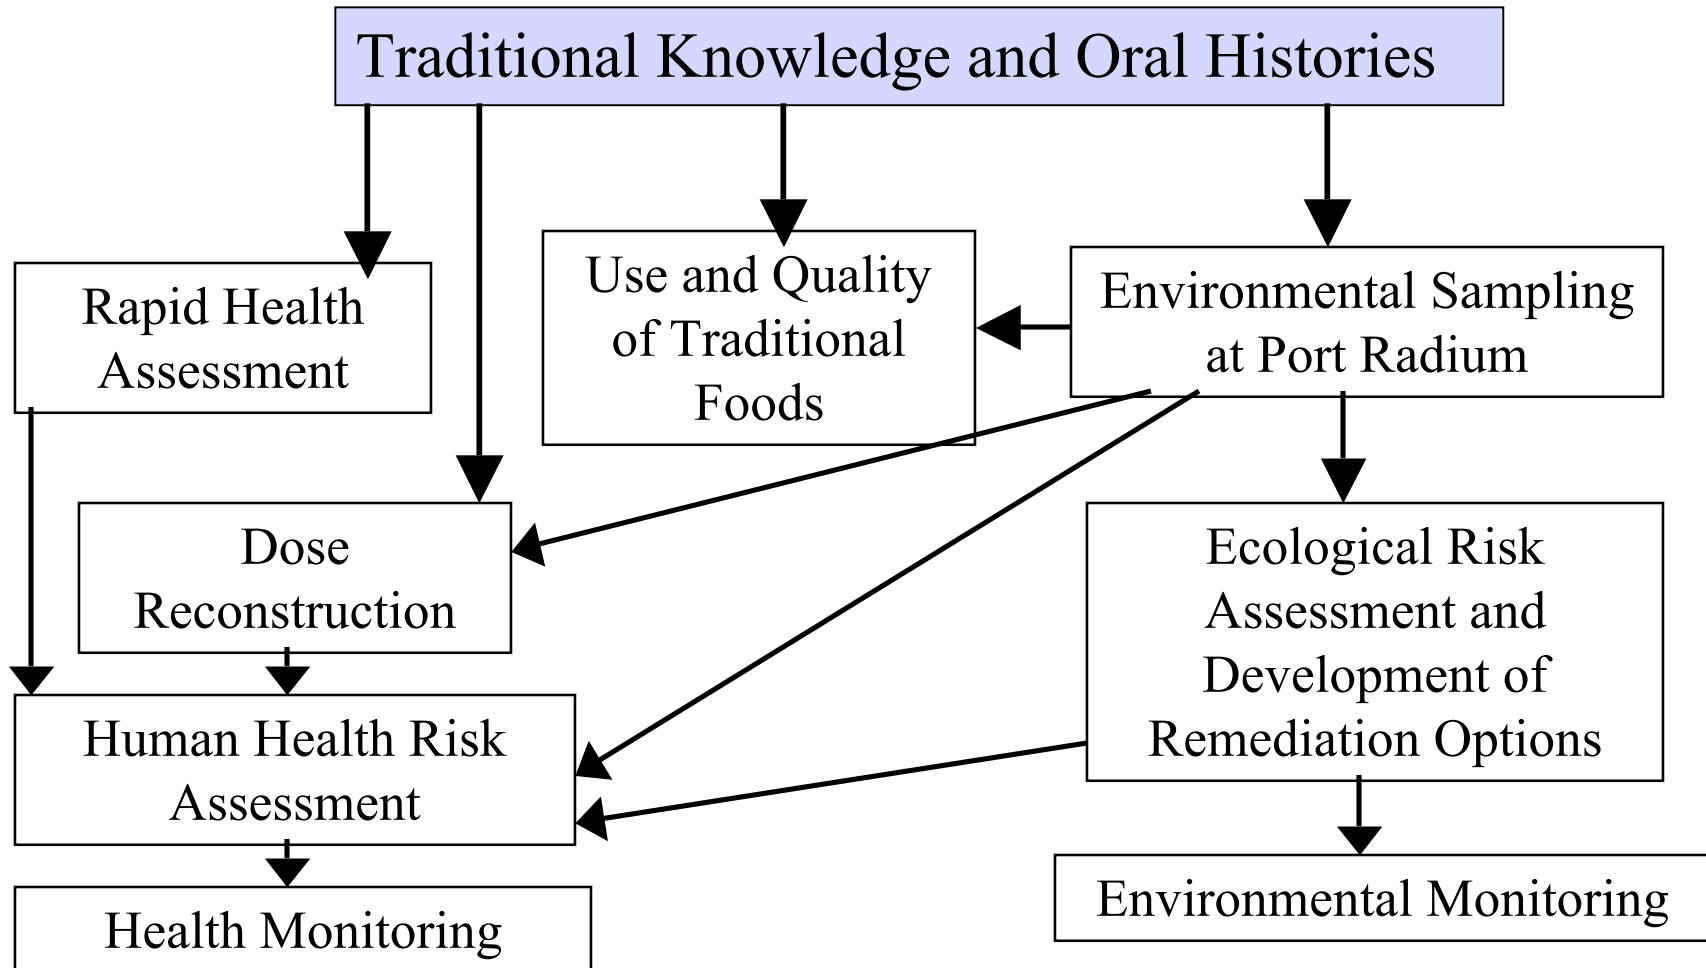 Traditional Knowledge and Oral Histories
Rapid Health
Assessment
Use and Quality
of Traditional
Foods
Environmental Sampling
at Port Radium
Dose
Reconstruction
Ecological Risk
Assessment and
Development of
Remediation Options
Human Health Risk
Assessment
Environmental Monitoring
Health Monitoring